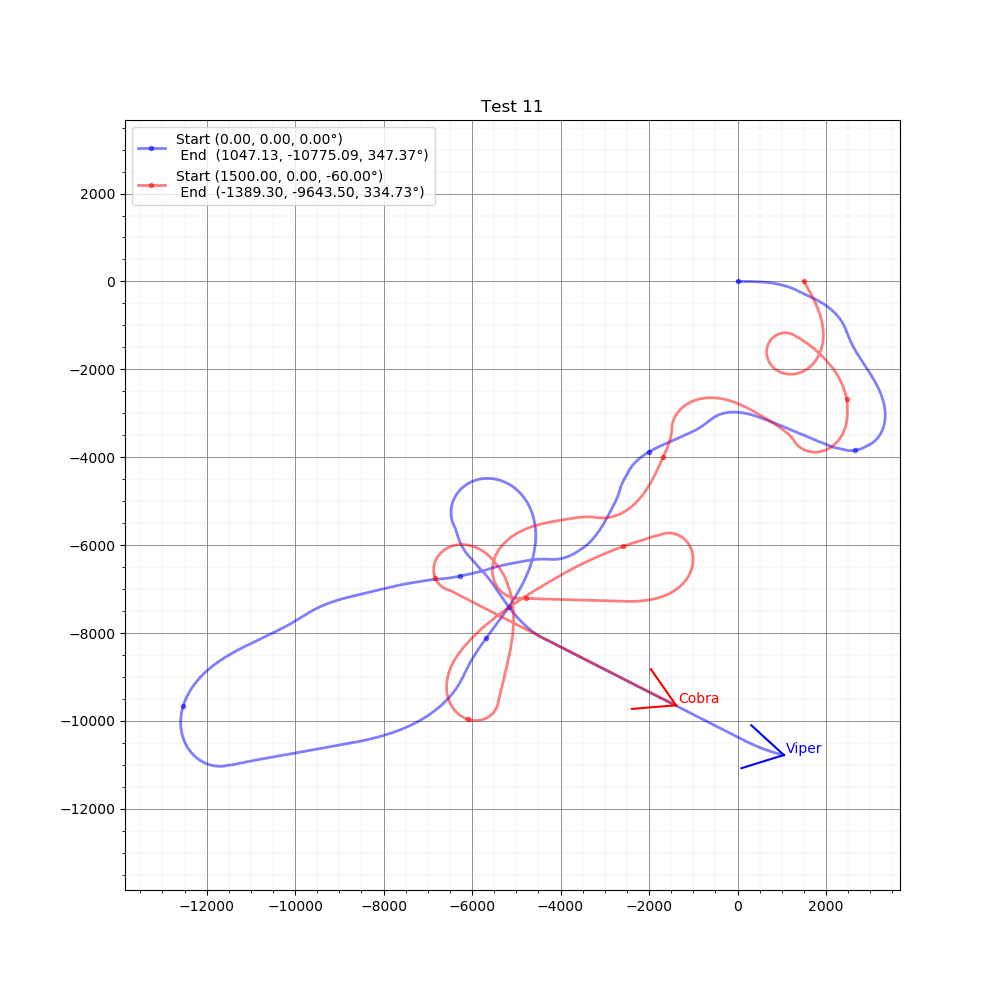 Test 11
Start (0.00, 0.00, 0.00°)
End (1047.13, -10775.09, 347.37°)
Start (1500.00, 0.00, -60.00°)
End (-1389.30, -9643.50, 334.73°)
2000
0
−2000
−4000
−6000
−8000
−10000
−12000
Cobra
Viper
−12000 −10000 −8000 −6000 −4000 −2000 0 2000